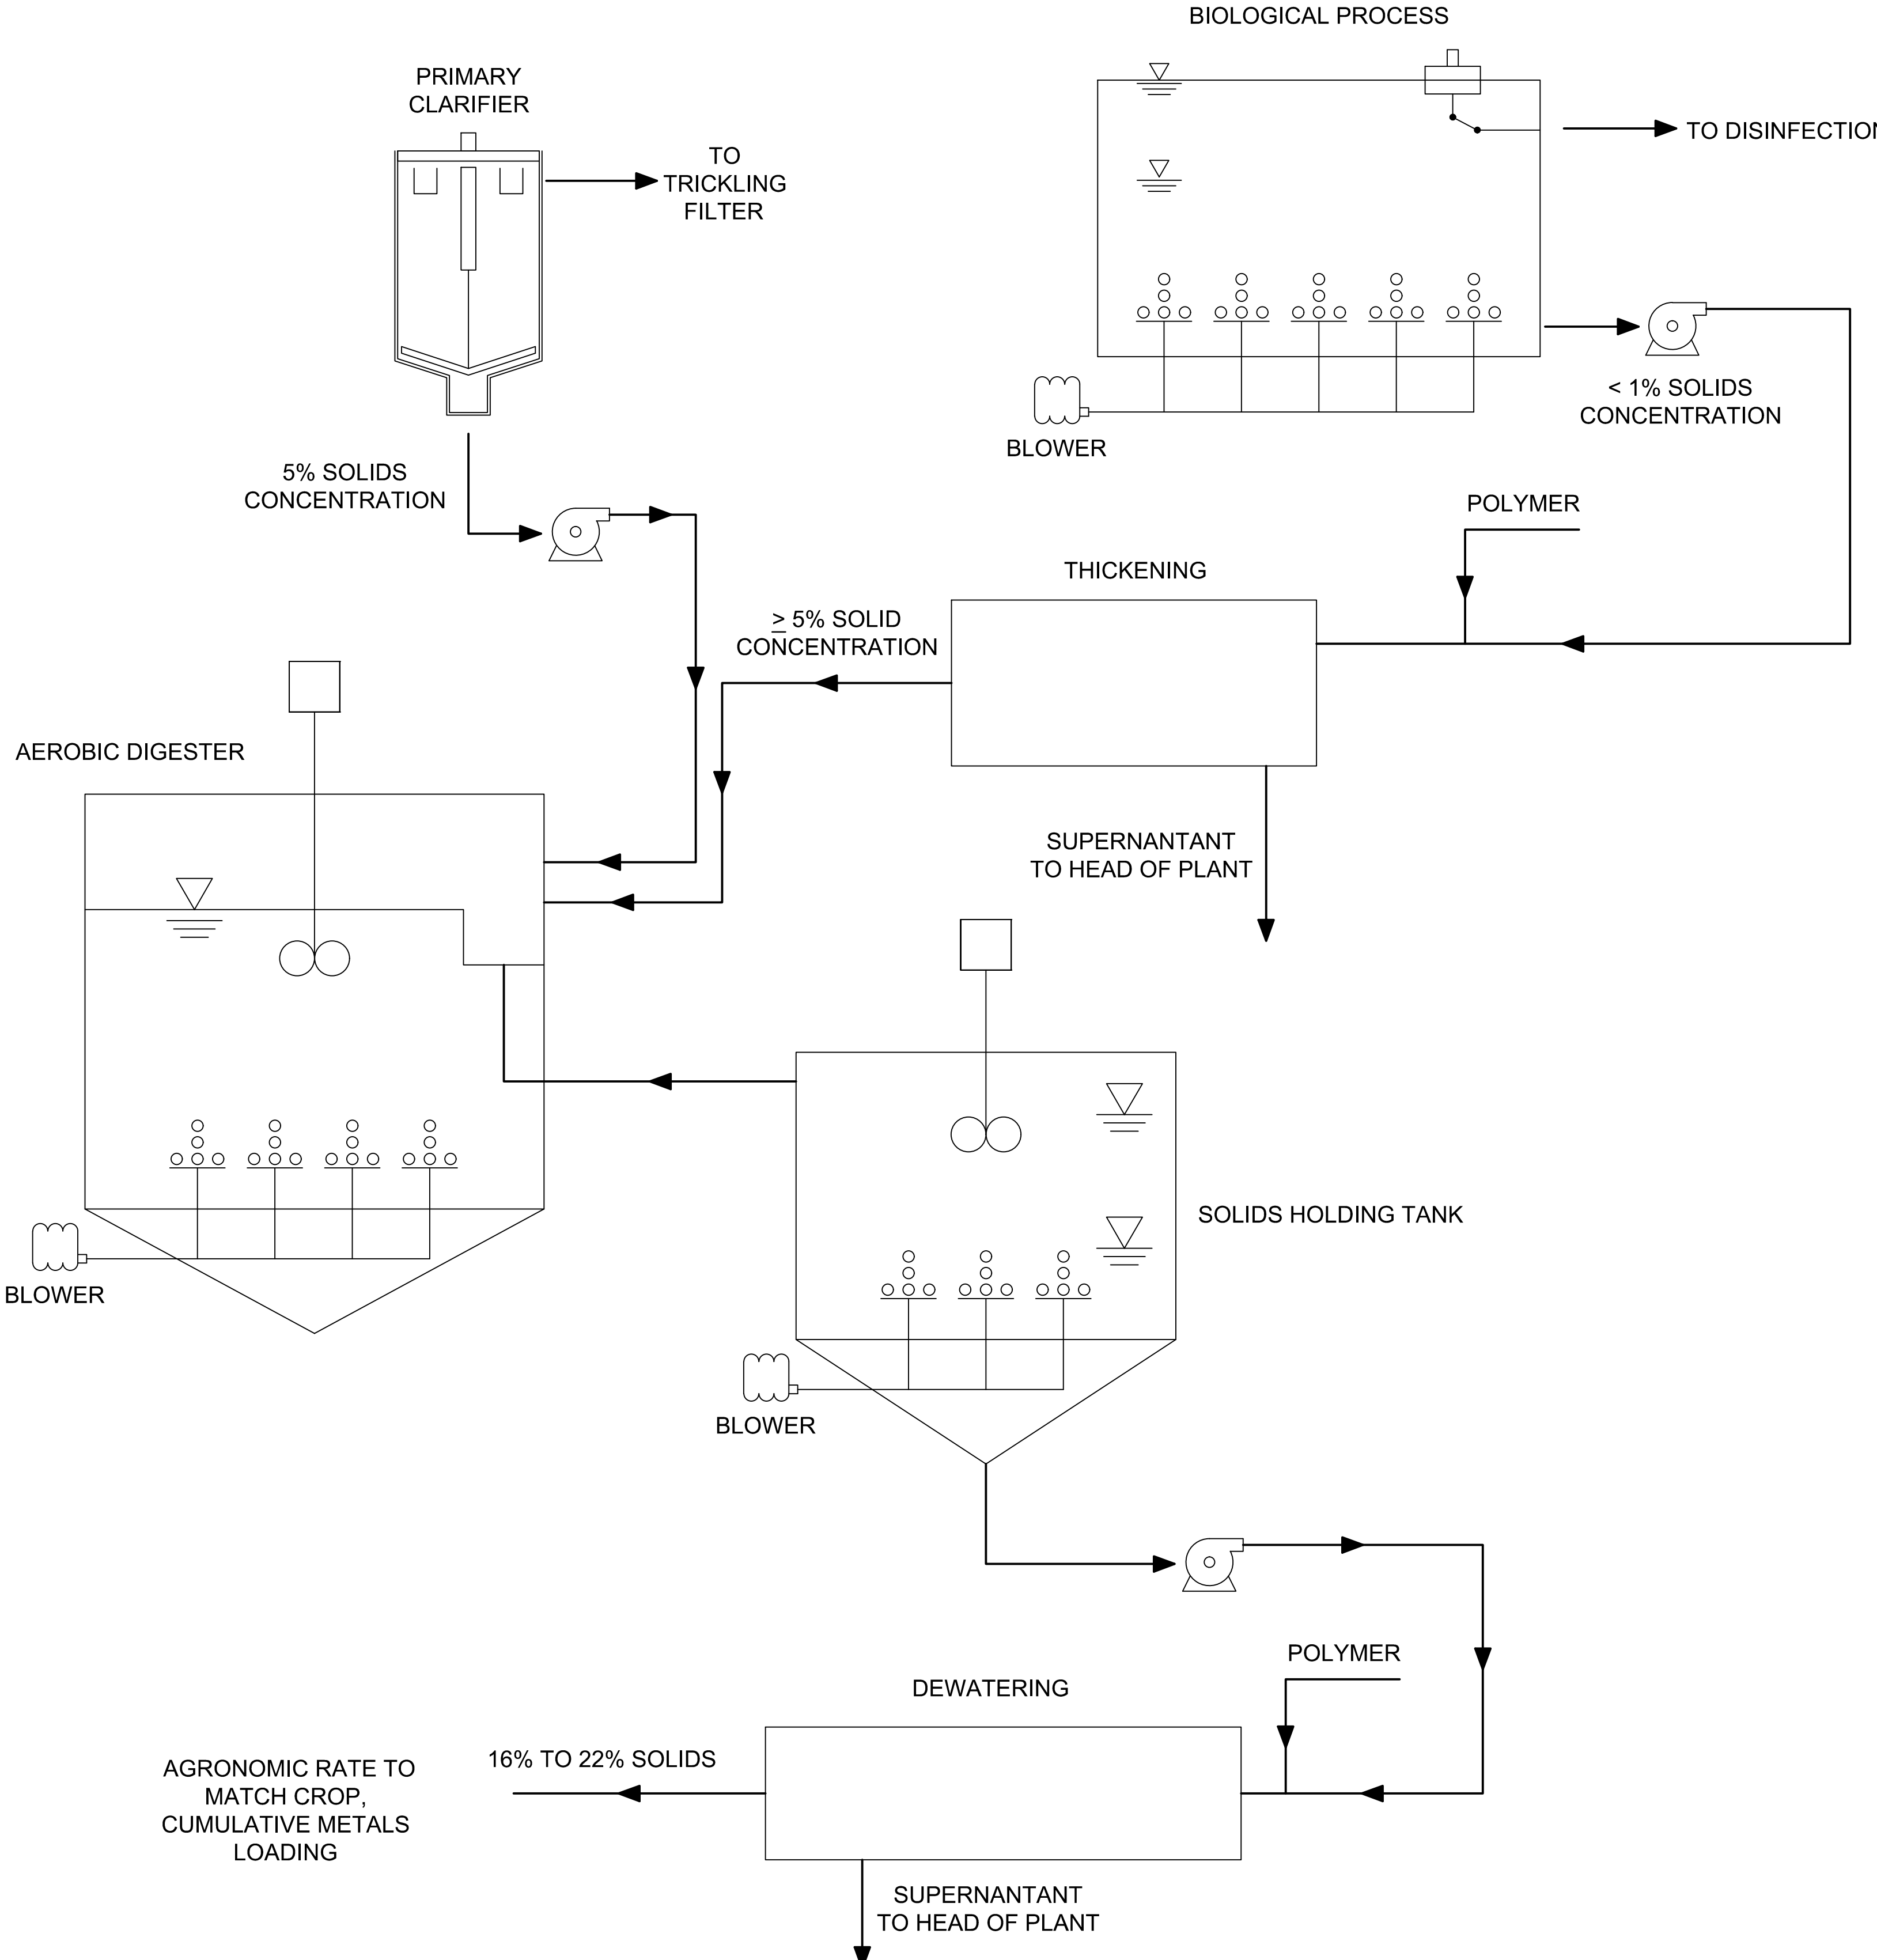 BIOLOGICAL PROCESS
PRIMARY
CLARIFIER
TO
TRICKLING
FILTER
TO DISINFECTION
< 1% SOLIDS
CONCENTRATION
BLOWER
5% SOLIDS
CONCENTRATION
POLYMER
THICKENING
≥ 5% SOLID
CONCENTRATION
AEROBIC DIGESTER
SUPERNANTANT
TO HEAD OF PLANT
SOLIDS HOLDING TANK
BLOWER
BLOWER
POLYMER
DEWATERING
16% TO 22% SOLIDS
AGRONOMIC RATE TO
MATCH CROP,
CUMULATIVE METALS
LOADING
SUPERNANTANT
TO HEAD OF PLANT